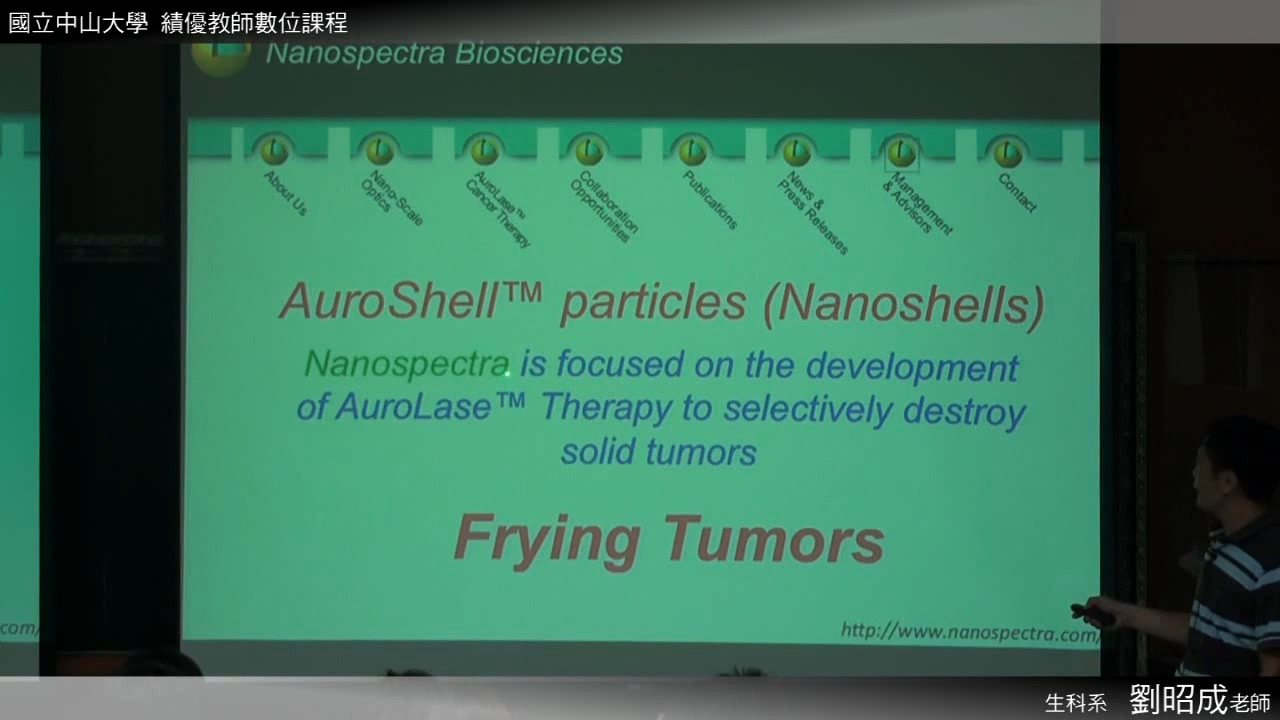 國立中山大學 績優教師數位課程
Nanospectra Biosciences
About Us
Nano-Scale
Optics
AuroLase™
Cancer Therapy
Collaboration
Opportunities
Publications
News &
Press Releases
Management
& Advisors
Contact
AuroShell™ particles (Nanoshells)
Nanospectra is focused on the development
of AuroLase™ Therapy to selectively destroy
solid tumors
Frying Tumors
com/
http://www.nanospectra.com/
生科系 劉昭成老師